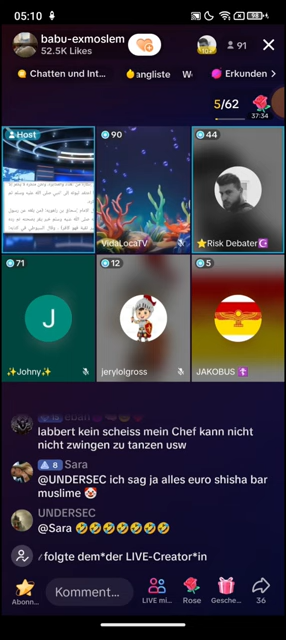 05:10
98
babu-exmoslem
52.5K Likes
91
Chatten und Int...
angliste
W
Erkunden
5/62
37:34
Host
90
44
VidaLocaTV
⭐Risk Debater☪
71
12
5
J
✨Johny✨
jerylolgross
JAKOBUS ✝
labbert kein scheiss mein Chef kann nicht
nicht zwingen zu tanzen usw
8 Sara
@UNDERSEC ich sag ja alles euro shisha bar
muslime 🤡
UNDERSEC
@Sara 🤣🤣🤣🤣🤣🤣🤣
folgte dem*der LIVE-Creator*in
Komment...
Abonn...
LIVE mi...
Rose
Gesche...
36